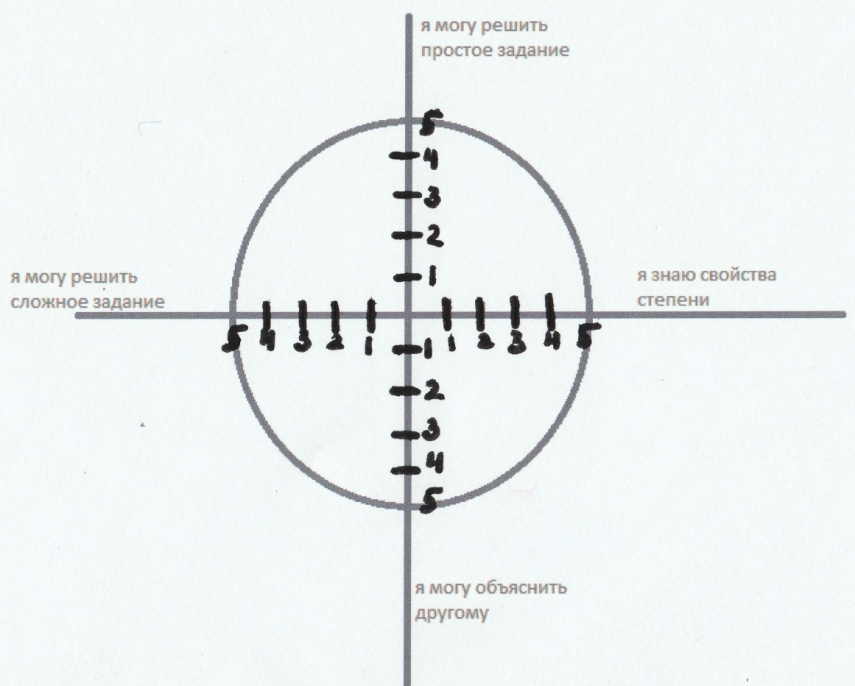 я могу решить
простое задание
5
4
3
2
1
я могу решить
сложное задание
я знаю свойства
степени
5 4 3 2 1 1 2 3 4 5
1
2
3
4
5
я могу объяснить
другому